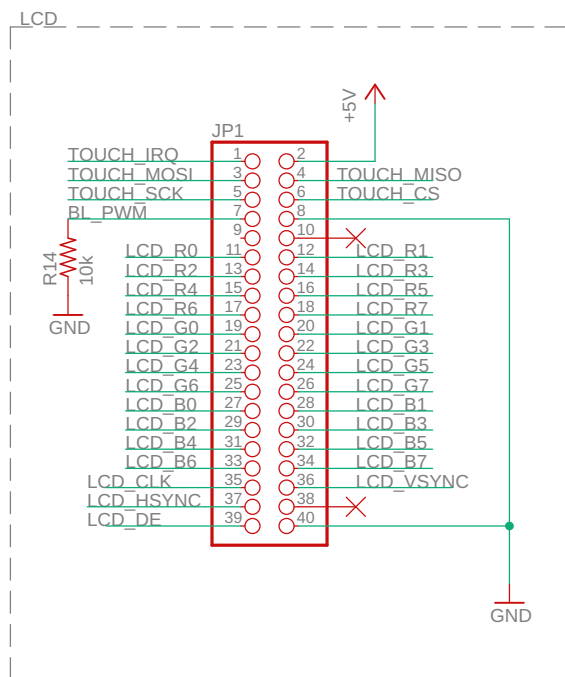 LCD
+5V
JP1
TOUCH_IRQ 1 2
TOUCH_MOSI 3 4 TOUCH_MISO
TOUCH_SCK 5 6 TOUCH_CS
BL_PWM 7 8
9 10
R14 10k
LCD_R0 11 12 LCD_R1
LCD_R2 13 14 LCD_R3
LCD_R4 15 16 LCD_R5
LCD_R6 17 18 LCD_R7
GND
LCD_G0 19 20 LCD_G1
LCD_G2 21 22 LCD_G3
LCD_G4 23 24 LCD_G5
LCD_G6 25 26 LCD_G7
LCD_B0 27 28 LCD_B1
LCD_B2 29 30 LCD_B3
LCD_B4 31 32 LCD_B5
LCD_B6 33 34 LCD_B7
LCD_CLK 35 36 LCD_VSYNC
LCD_HSYNC 37 38
LCD_DE 39 40
GND